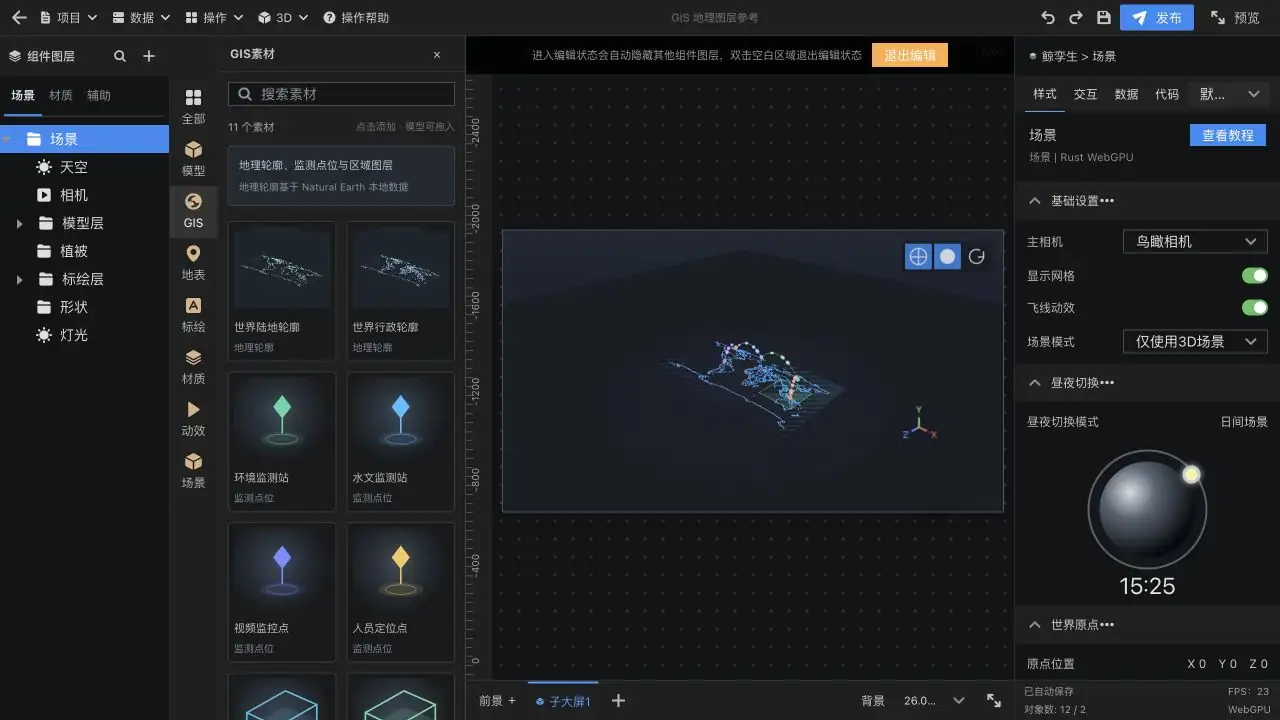 项目 数据 操作 3D 操作帮助 GIS 地理图层参考 发布 预览
组件图层
场景 材质 辅助
场景
天空
相机
模型层
植被
标绘层
形状
灯光
全部
模型
GIS
地标
标绘
材质
动效
场景
GIS素材 ×
搜索素材
11 个素材 点击添加 · 模型可拖入
地理轮廓、监测点位与区域图层
地理轮廓基于 Natural Earth 本地数据
世界陆地轮廓 世界行政轮廓
地理轮廓 地理轮廓
环境监测站 水文监测站
监测点位 监测点位
视频监控点 人员定位点
监测点位 监测点位
进入编辑状态会自动隐藏其他组件图层，双击空白区域退出编辑状态 退出编辑
-2400
-2000
-1600
-1200
-800
-400
0
Y
Z X
前景 + 子大屏1 + 背景 26.0...
鲸孪生 > 场景
样式 交互 数据 代码 默...
场景 查看教程
场景 | Rust WebGPU
基础设置•••
主相机 鸟瞰相机
显示网格
飞线动效
场景模式 仅使用3D场景
昼夜切换•••
昼夜切换模式 日间场景
15:25
世界原点•••
原点位置 X 0 Y 0 Z 0
已自动保存 FPS: 23
对象数: 12 / 2 WebGPU